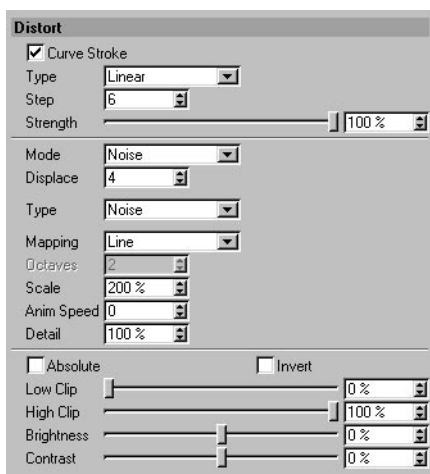 Distort
Curve Stroke
Type Linear
Step 6
Strength 100 %
Mode Noise
Displace 4
Type Noise
Mapping Line
Octaves 2
Scale 200 %
Anim Speed 0
Detail 100 %
Absolute Invert
Low Clip 0 %
High Clip 100 %
Brightness 0 %
Contrast 0 %